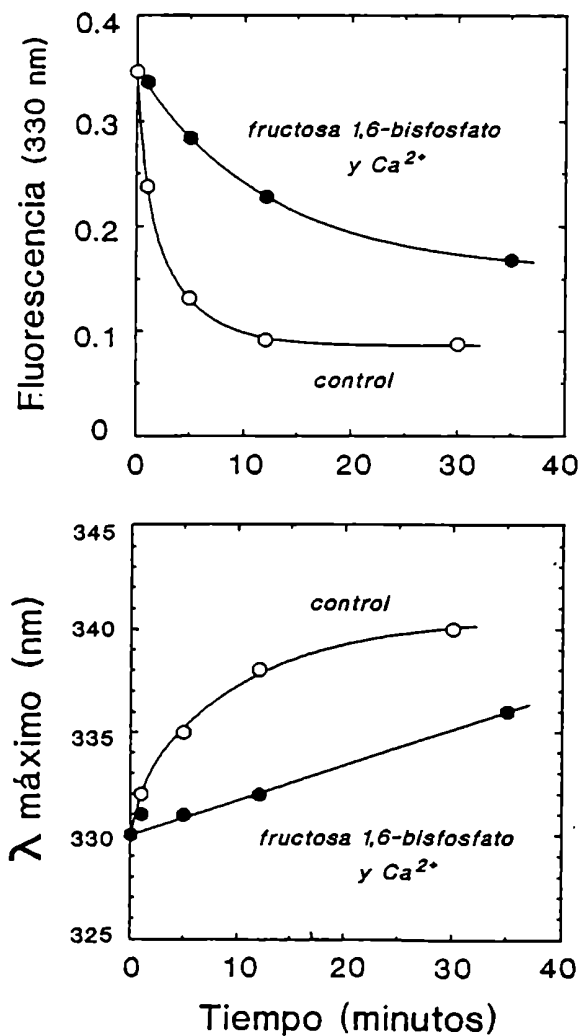 Fluorescencia (330 nm)
0.4
0.3
0.2
0.1
0
fructosa 1,6-bisfosfato
y Ca²⁺
control
0 10 20 30 40
λ máximo (nm)
345
340
335
330
325
control
fructosa 1,6-bisfosfato
y Ca²⁺
0 10 20 30 40
Tiempo (minutos)